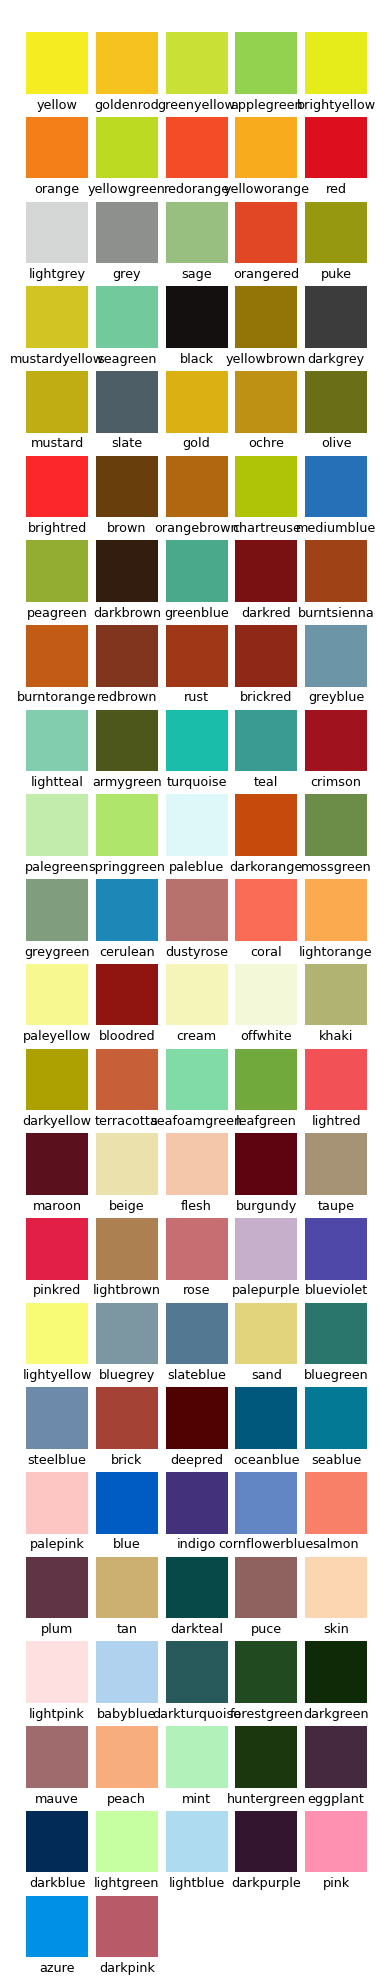 yellow goldenrod greenyellow applegreen brightyellow
orange yellowgreen redorange yelloworange red
lightgrey grey sage orangered puke
mustardyellow seagreen black yellowbrown darkgrey
mustard slate gold ochre olive
brightred brown orangebrown chartreuse mediumblue
peagreen darkbrown greenblue darkred burntsienna
burntorange redbrown rust brickred greyblue
lightteal armygreen turquoise teal crimson
palegreen springgreen paleblue darkorange mossgreen
greygreen cerulean dustyrose coral lightorange
paleyellow bloodred cream offwhite khaki
darkyellow terracotta seafoamgreen leafgreen lightred
maroon beige flesh burgundy taupe
pinkred lightbrown rose palepurple blueviolet
lightyellow bluegrey slateblue sand bluegreen
steelblue brick deepred oceanblue seablue
palepink blue indigo cornflowerblue salmon
plum tan darkteal puce skin
lightpink babyblue darkturquoise forestgreen darkgreen
mauve peach mint huntergreen eggplant
darkblue lightgreen lightblue darkpurple pink
azure darkpink